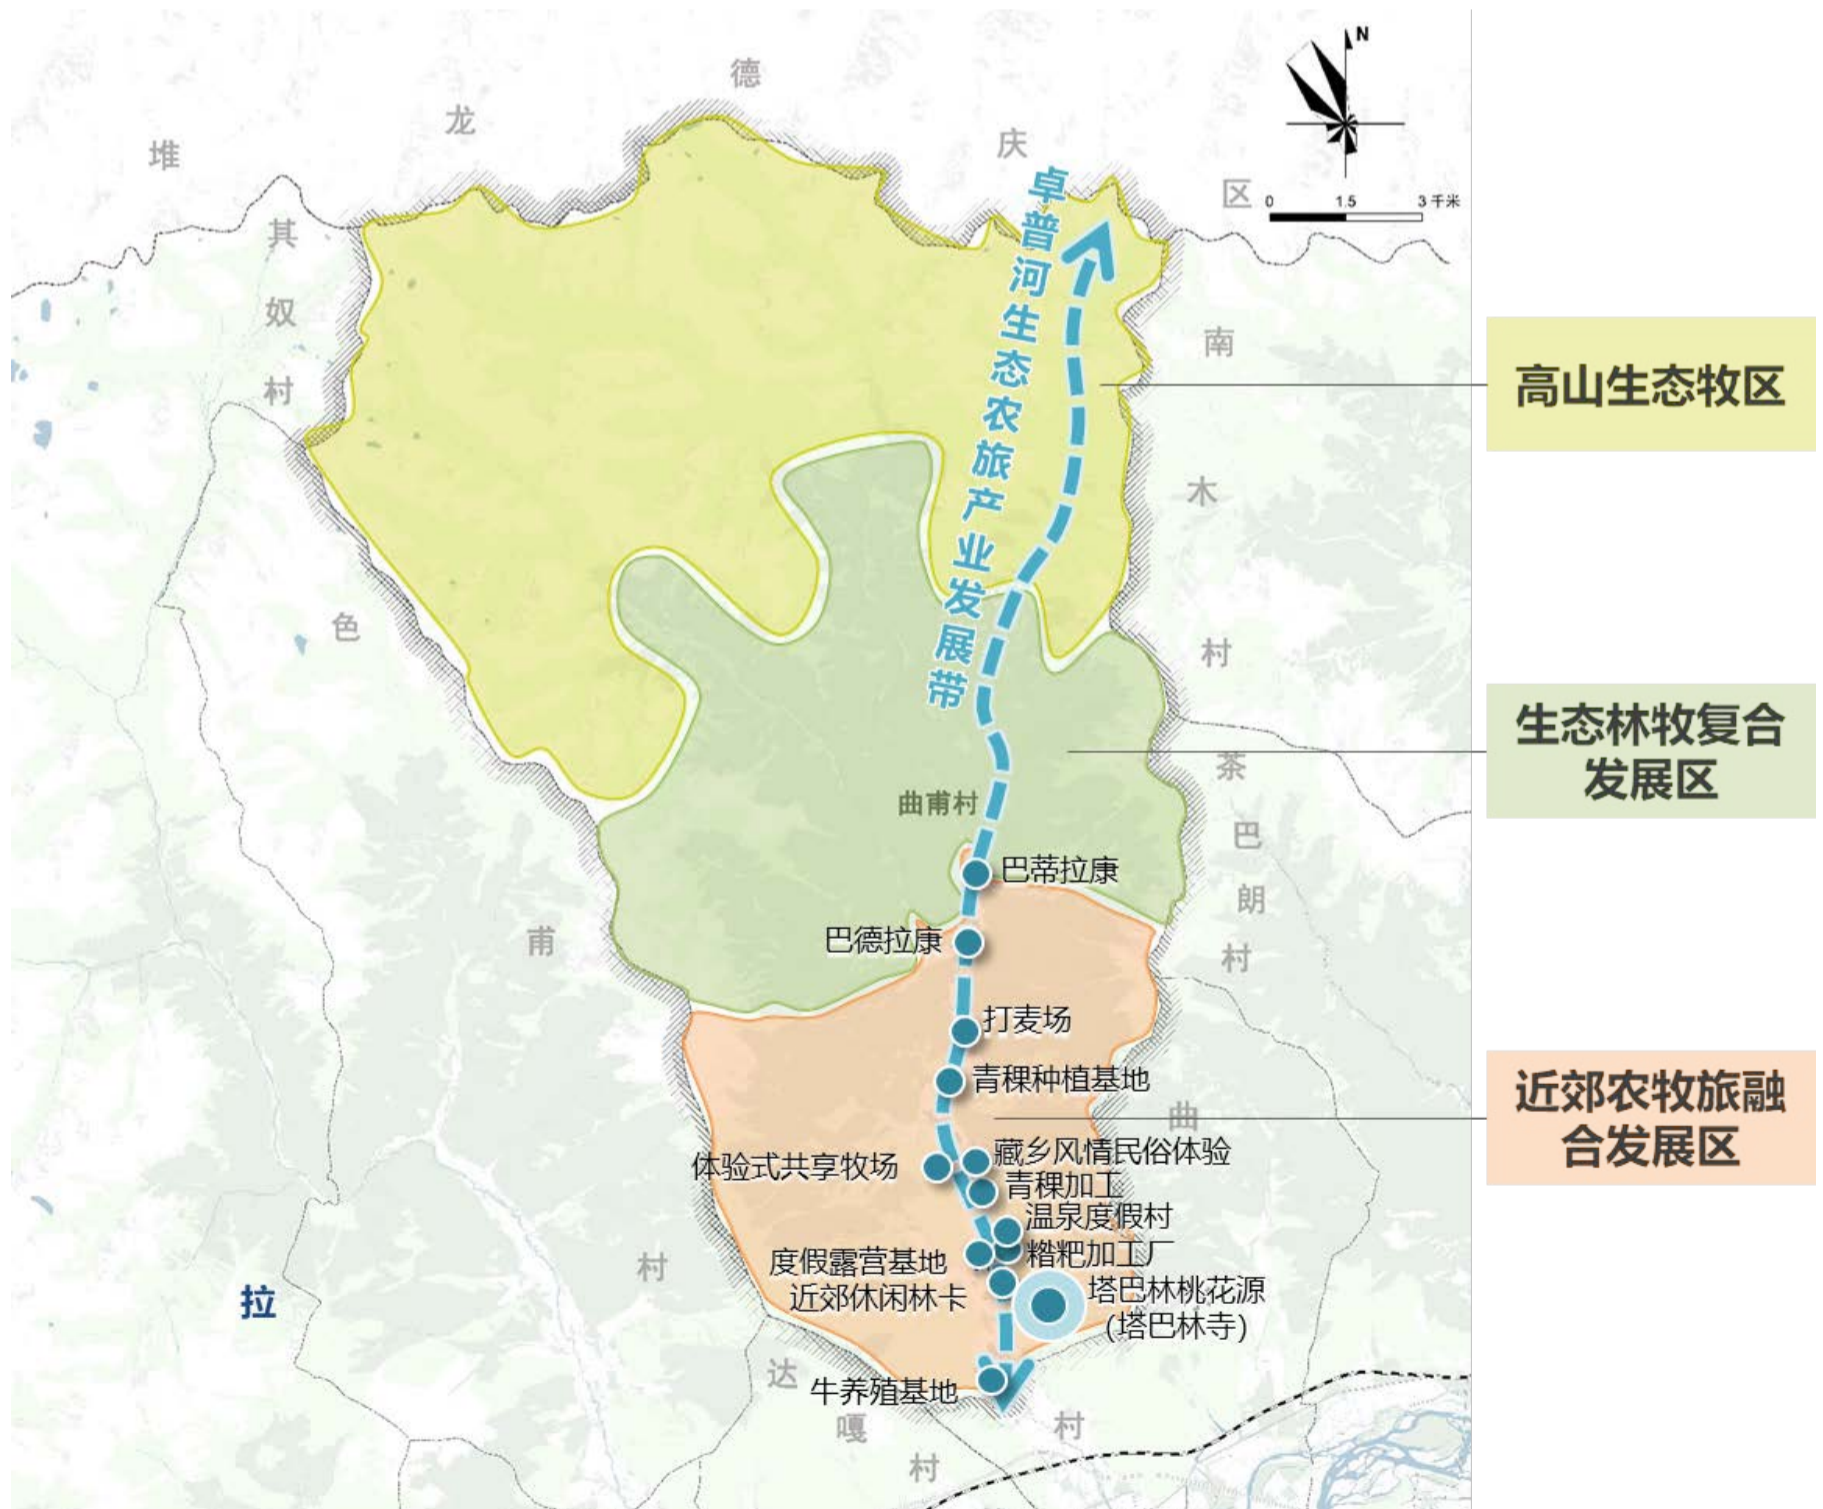 德
龙
堆
庆
区
N
0 1.5 3 千米
其奴村
卓普河生态农旅产业发展带
南木村
高山生态牧区
色甫村
生态林牧复合
发展区
茶巴朗村
曲甫村
巴蒂拉康
巴德拉康
打麦场
青稞种植基地
近郊农牧旅融
合发展区
曲
藏乡风情民俗体验
体验式共享牧场
青稞加工
温泉度假村
糌粑加工厂
度假露营基地
近郊休闲林卡
塔巴林桃花源
(塔巴林寺)
拉
牛养殖基地
达嘎村
村